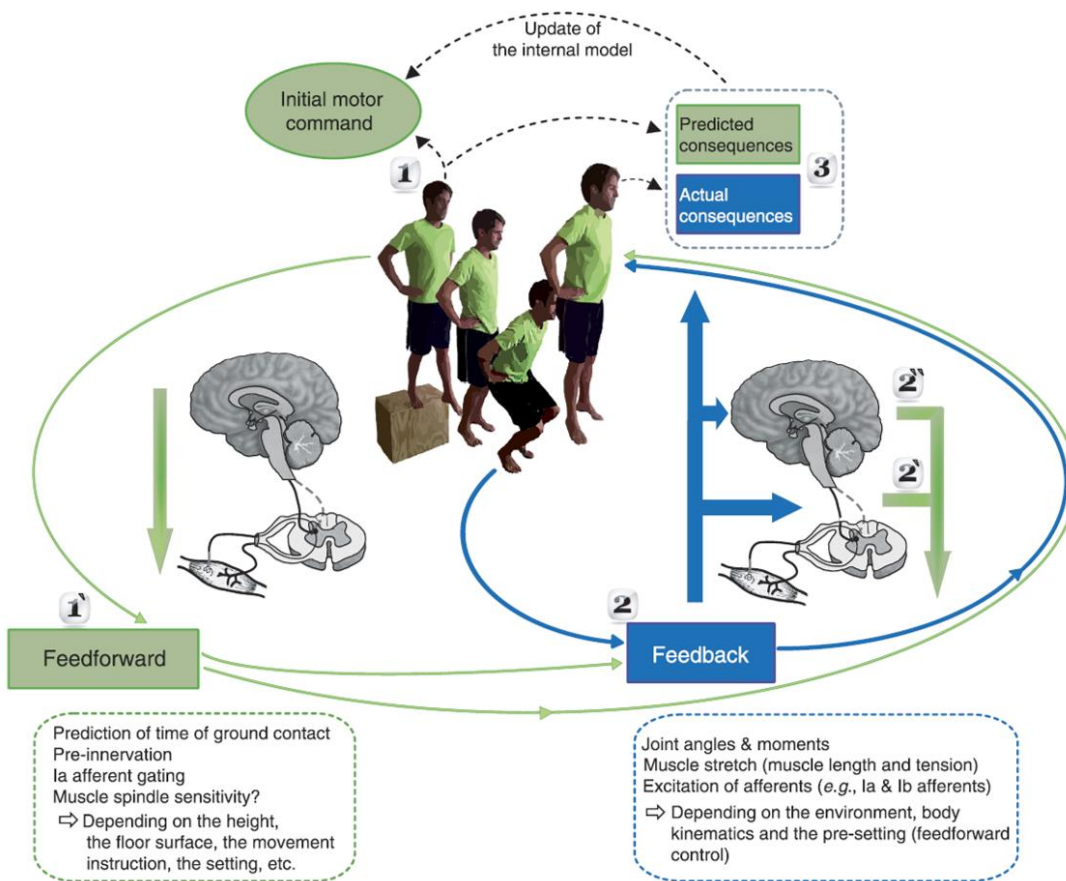 Update
of the internal model
Initial motor
command
Predicted
consequences
1
3
Actual
consequences
2``
2`
1`
2
Feedforward
Feedback
Prediction of time of ground contact
Pre-innervation
Ia afferent gating
Muscle spindle sensitivity?
⇨ Depending on the height,
the floor surface, the movement
instruction, the setting, etc.
Joint angles & moments
Muscle stretch (muscle length and tension)
Excitation of afferents (e.g., Ia & Ib afferents)
⇨ Depending on the environment, body
kinematics and the pre-setting (feedforward
control)